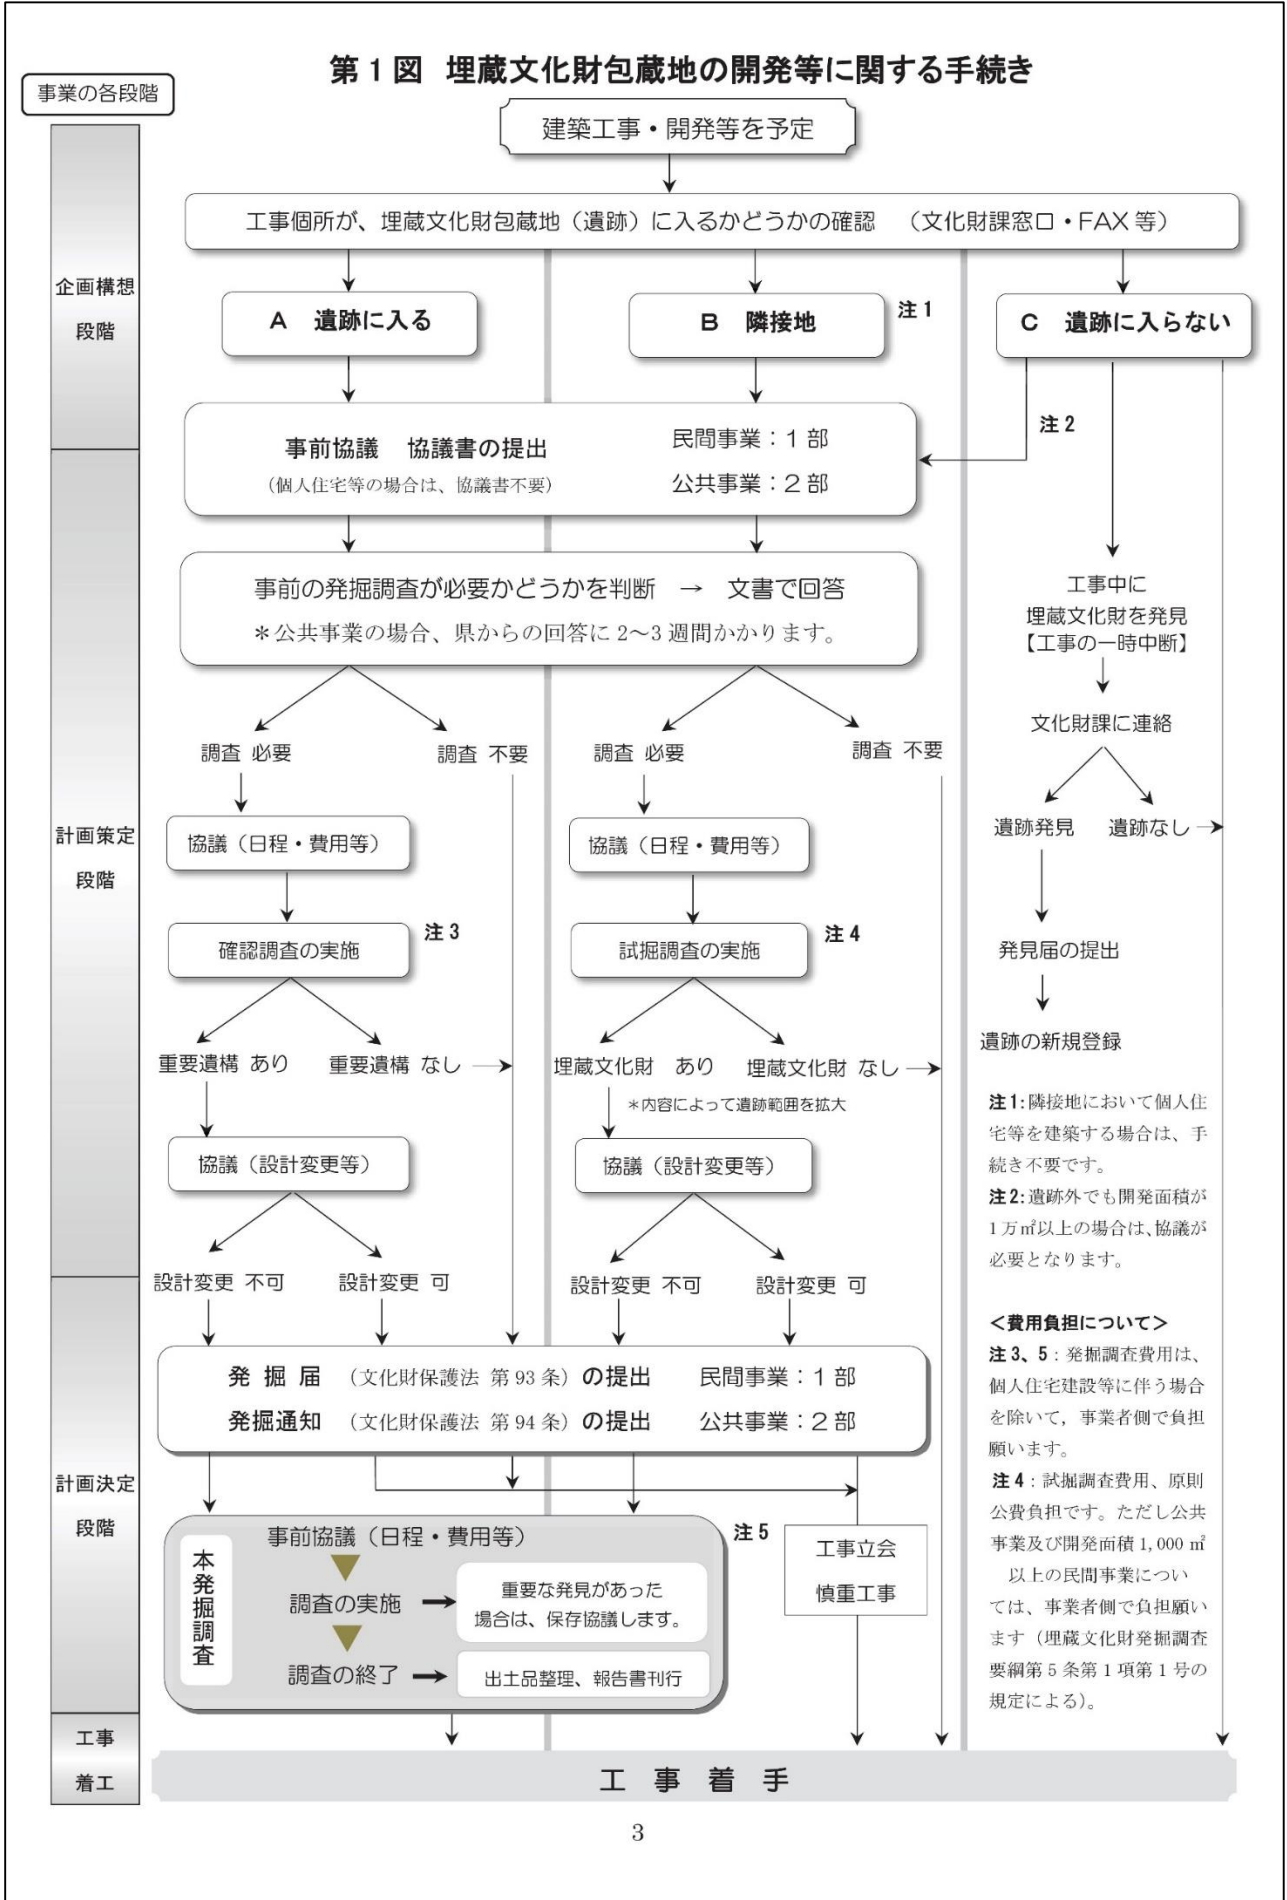 第1図 埋蔵文化財包蔵地の開発等に関する手続き
事業の各段階
建築工事・開発等を予定
工事個所が、埋蔵文化財包蔵地（遺跡）に入るかどうかの確認 （文化財課窓口・FAX等）
企画構想
段階
A 遺跡に入る
B 隣接地
注1
C 遺跡に入らない
注2
事前協議 協議書の提出
（個人住宅等の場合は、協議書不要）
民間事業：1部
公共事業：2部
事前の発掘調査が必要かどうかを判断 → 文書で回答
＊公共事業の場合、県からの回答に2～3週間かかります。
計画策定
段階
調査 必要
調査 不要
協議（日程・費用等）
確認調査の実施
注3
重要遺構 あり
重要遺構 なし
協議（設計変更等）
設計変更 不可
設計変更 可
調査 必要
調査 不要
協議（日程・費用等）
試掘調査の実施
注4
埋蔵文化財 あり
埋蔵文化財 なし
＊内容によって遺跡範囲を拡大
協議（設計変更等）
設計変更 不可
設計変更 可
工事中に
埋蔵文化財を発見
【工事の一時中断】
文化財課に連絡
遺跡発見
遺跡なし
発見届の提出
遺跡の新規登録
注1:隣接地において個人住
宅等を建築する場合は、手
続き不要です。
注2:遺跡外でも開発面積が
1万㎡以上の場合は、協議が
必要となります。
＜費用負担について＞
注3、5：発掘調査費用は、
個人住宅建設等に伴う場合
を除いて，事業者側で負担
願います。
注4：試掘調査費用、原則
公費負担です。ただし公共
事業及び開発面積1,000㎡
以上の民間事業につい
ては、事業者側で負担願い
ます（埋蔵文化財発掘調査
要綱第5条第1項第1号の
規定による）。
計画決定
段階
発掘届 （文化財保護法 第93条）の提出 民間事業：1部
発掘通知 （文化財保護法 第94条）の提出 公共事業：2部
本発掘調査
事前協議（日程・費用等）
注5
調査の実施
重要な発見があった
場合は、保存協議します。
調査の終了
出土品整理、報告書刊行
工事立会
慎重工事
工事
着工
工事着手
3